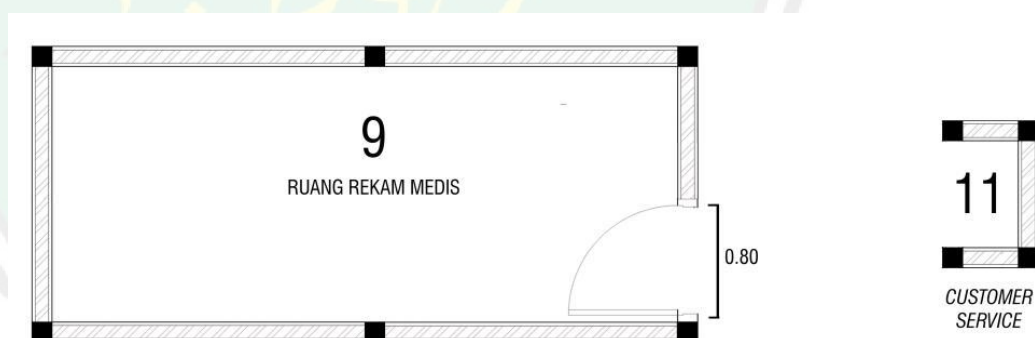 9
RUANG REKAM MEDIS
0.80
11
CUSTOMER
SERVICE